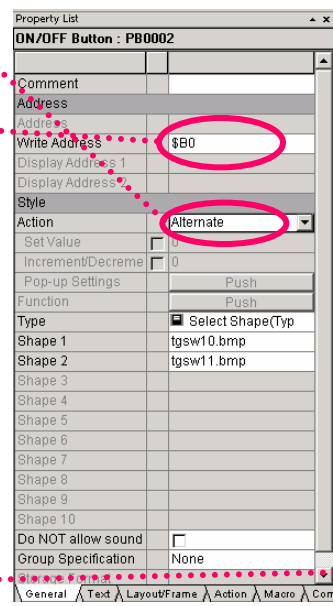 Property List
ON/OFF Button : PB0002
Comment
Address
Address
Write Address $B0
Display Address 1
Display Address 2
Style
Action Alternate
Set Value 0
Increment/Decreme 0
Pop-up Settings Push
Function Push
Type Select Shape(Typ
Shape 1 tgsw10.bmp
Shape 2 tgsw11.bmp
Shape 3
Shape 4
Shape 5
Shape 6
Shape 7
Shape 8
Shape 9
Shape 10
Do NOT allow sound
Group Specification None
Storage Format
General Text Layout/Frame Action Macro Con